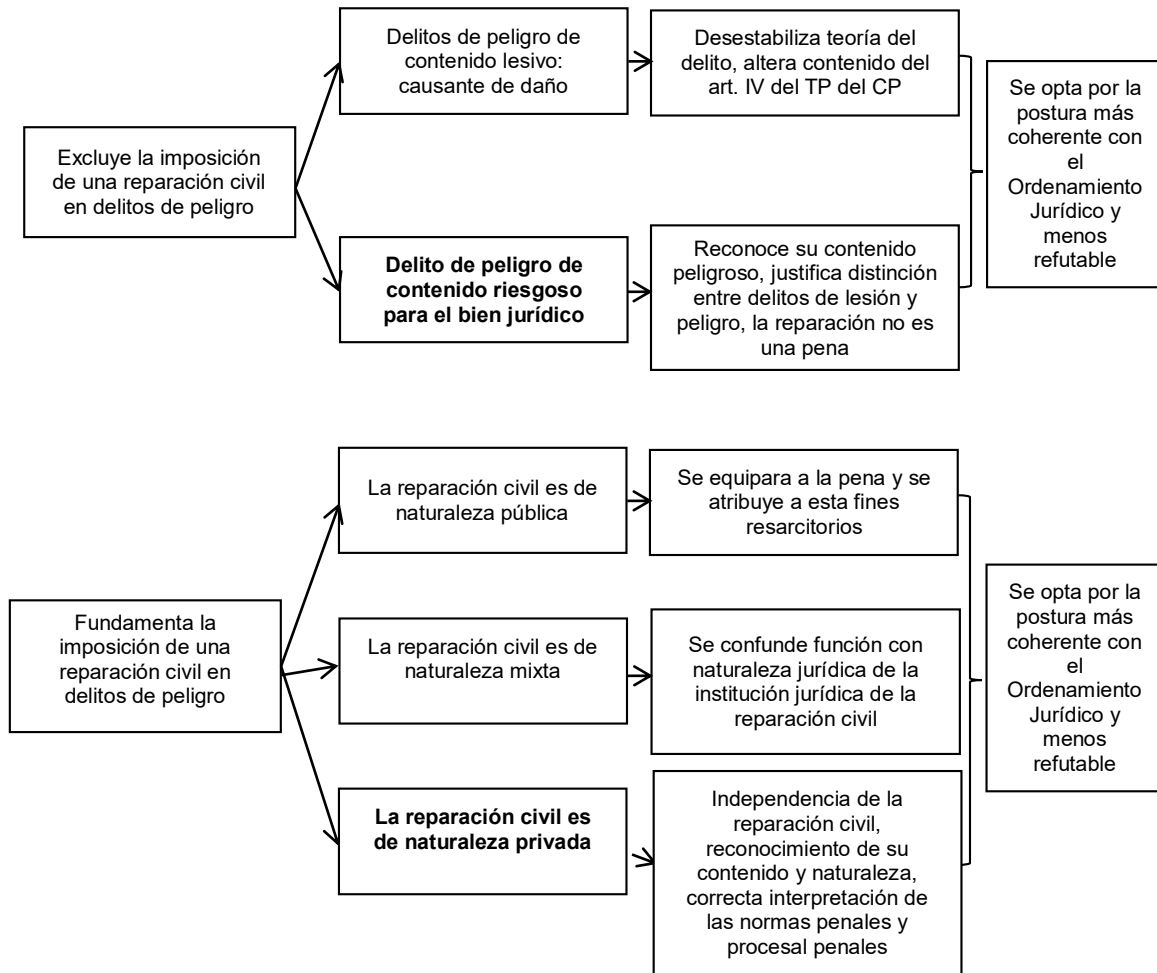 Excluye la imposición
de una reparación civil
en delitos de peligro
Delitos de peligro de
contenido lesivo:
causante de daño
Desestabiliza teoría del
delito, altera contenido del
art. IV del TP del CP
Delito de peligro de
contenido riesgoso
para el bien jurídico
Reconoce su contenido
peligroso, justifica distinción
entre delitos de lesión y
peligro, la reparación no es
una pena
Se opta por la
postura más
coherente con
el
Ordenamiento
Jurídico y
menos
refutable
Fundamenta la
imposición de una
reparación civil en
delitos de peligro
La reparación civil es de
naturaleza pública
Se equipara a la pena y se
atribuye a esta fines
resarcitorios
La reparación civil es de
naturaleza mixta
Se confunde función con
naturaleza jurídica de la
institución jurídica de la
reparación civil
La reparación civil es
de naturaleza privada
Independencia de la
reparación civil,
reconocimiento de su
contenido y naturaleza,
correcta interpretación de
las normas penales y
procesal penales
Se opta por la
postura más
coherente con
el
Ordenamiento
Jurídico y
menos
refutable